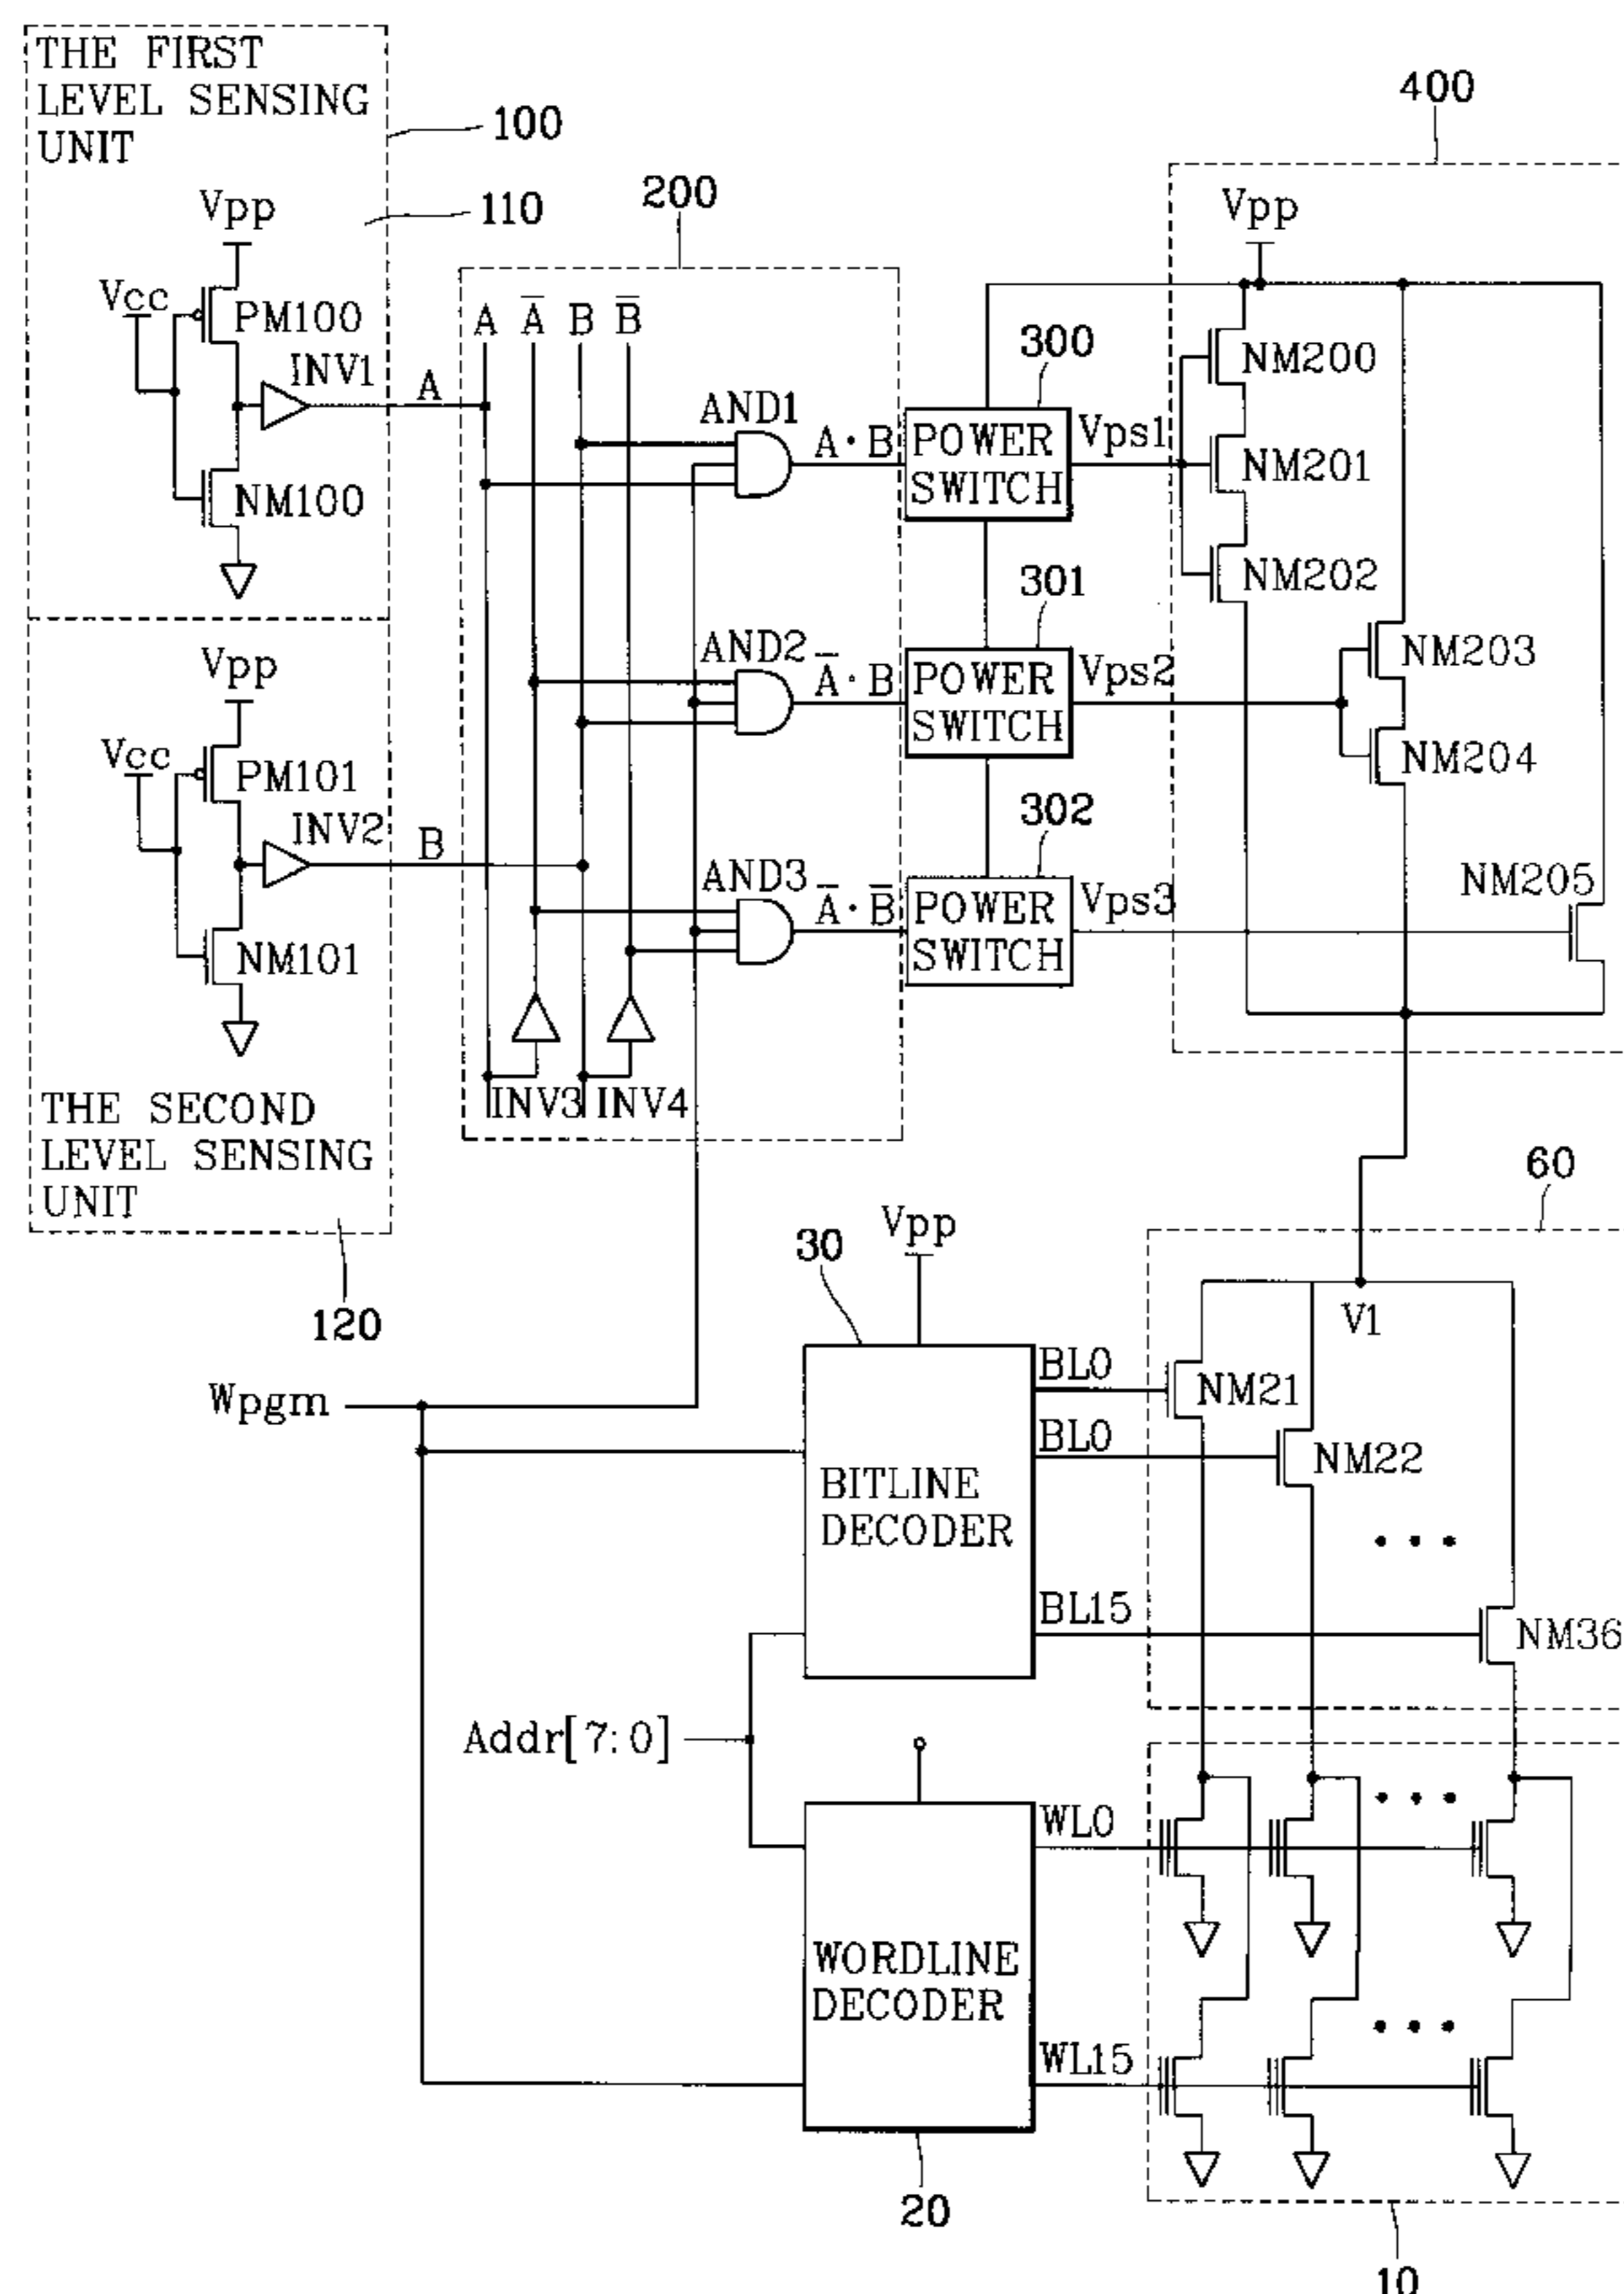 THE FIRST
LEVEL SENSING
UNIT
100
110
Vpp
Vcc
PM100
INV1
A
NM100
Vpp
Vcc
PM101
INV2
B
NM101
THE SECOND
LEVEL SENSING
UNIT
120
200
A A̅ B B̅
AND1
A·B
AND2
A̅·B
AND3
A̅·B̅
INV3
INV4
300
POWER
SWITCH
Vps1
301
POWER
SWITCH
Vps2
302
POWER
SWITCH
Vps3
400
Vpp
NM200
NM201
NM202
NM203
NM204
NM205
Wpgm
30
Vpp
BITLINE
DECODER
BL0
BL0
BL15
60
V1
NM21
NM22
• • •
NM36
Addr[7:0]
WORDLINE
DECODER
WL0
WL15
20
• • •
• • •
10